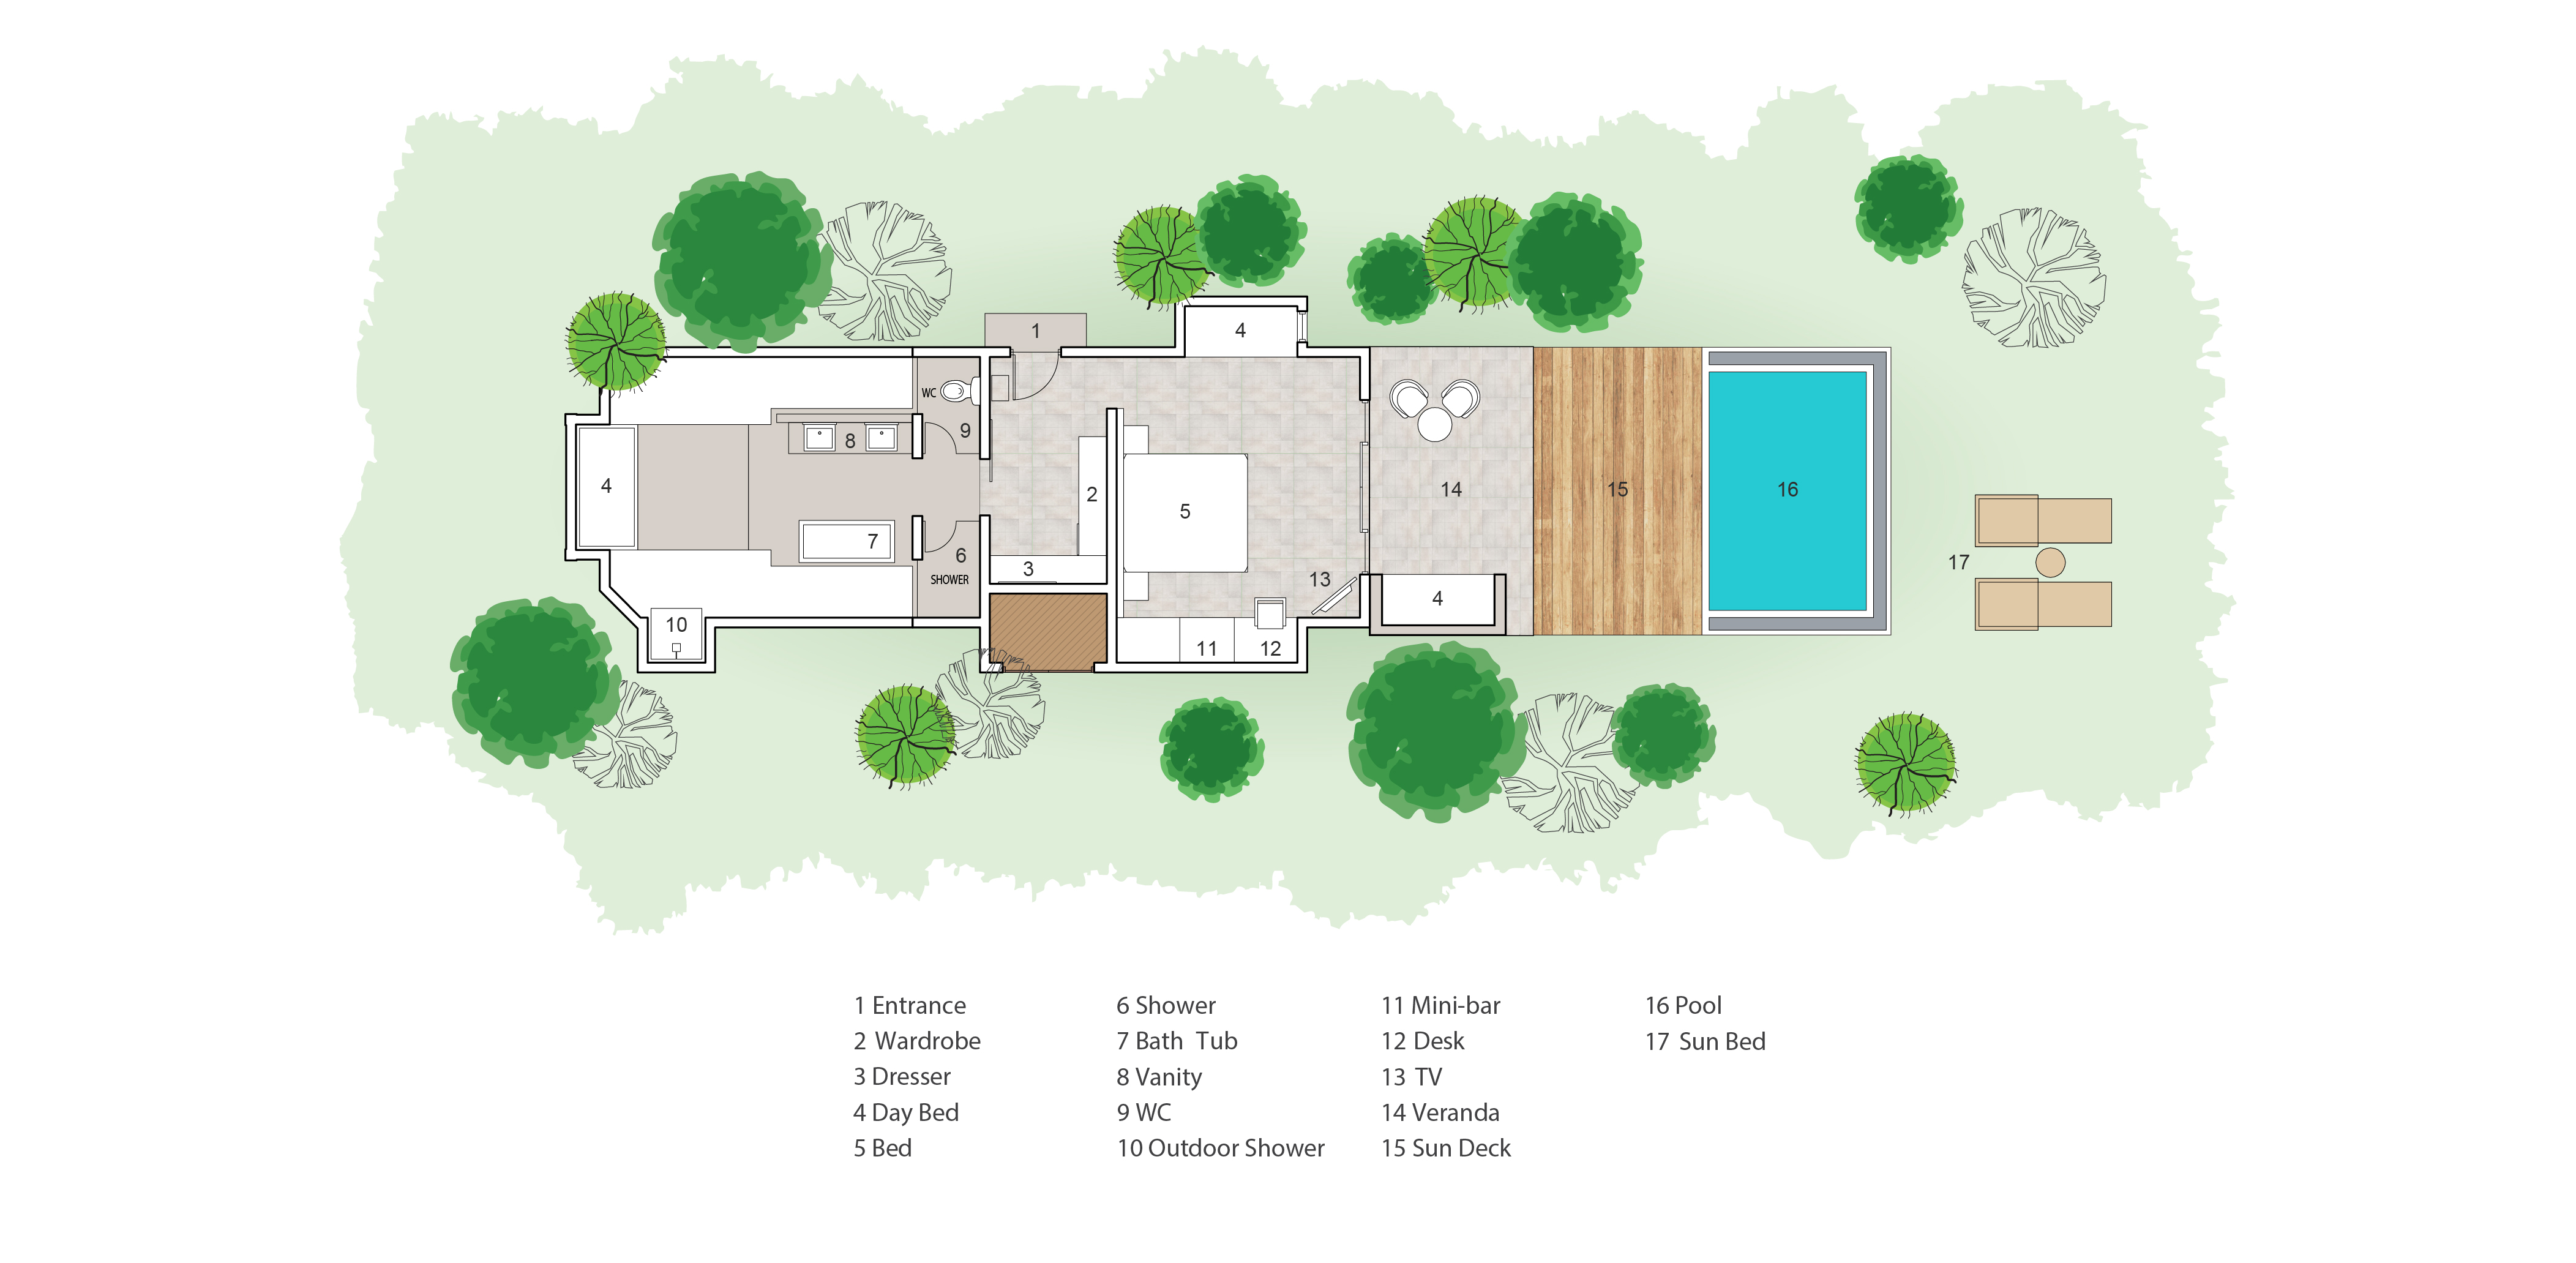 1
4
WC
9
8
4
2
5
14
15
16
7
6
SHOWER
17
3
13
4
10
11
12
1 Entrance
2 Wardrobe
3 Dresser
4 Day Bed
5 Bed
6 Shower
7 Bath Tub
8 Vanity
9 WC
10 Outdoor Shower
11 Mini-bar
12 Desk
13 TV
14 Veranda
15 Sun Deck
16 Pool
17 Sun Bed